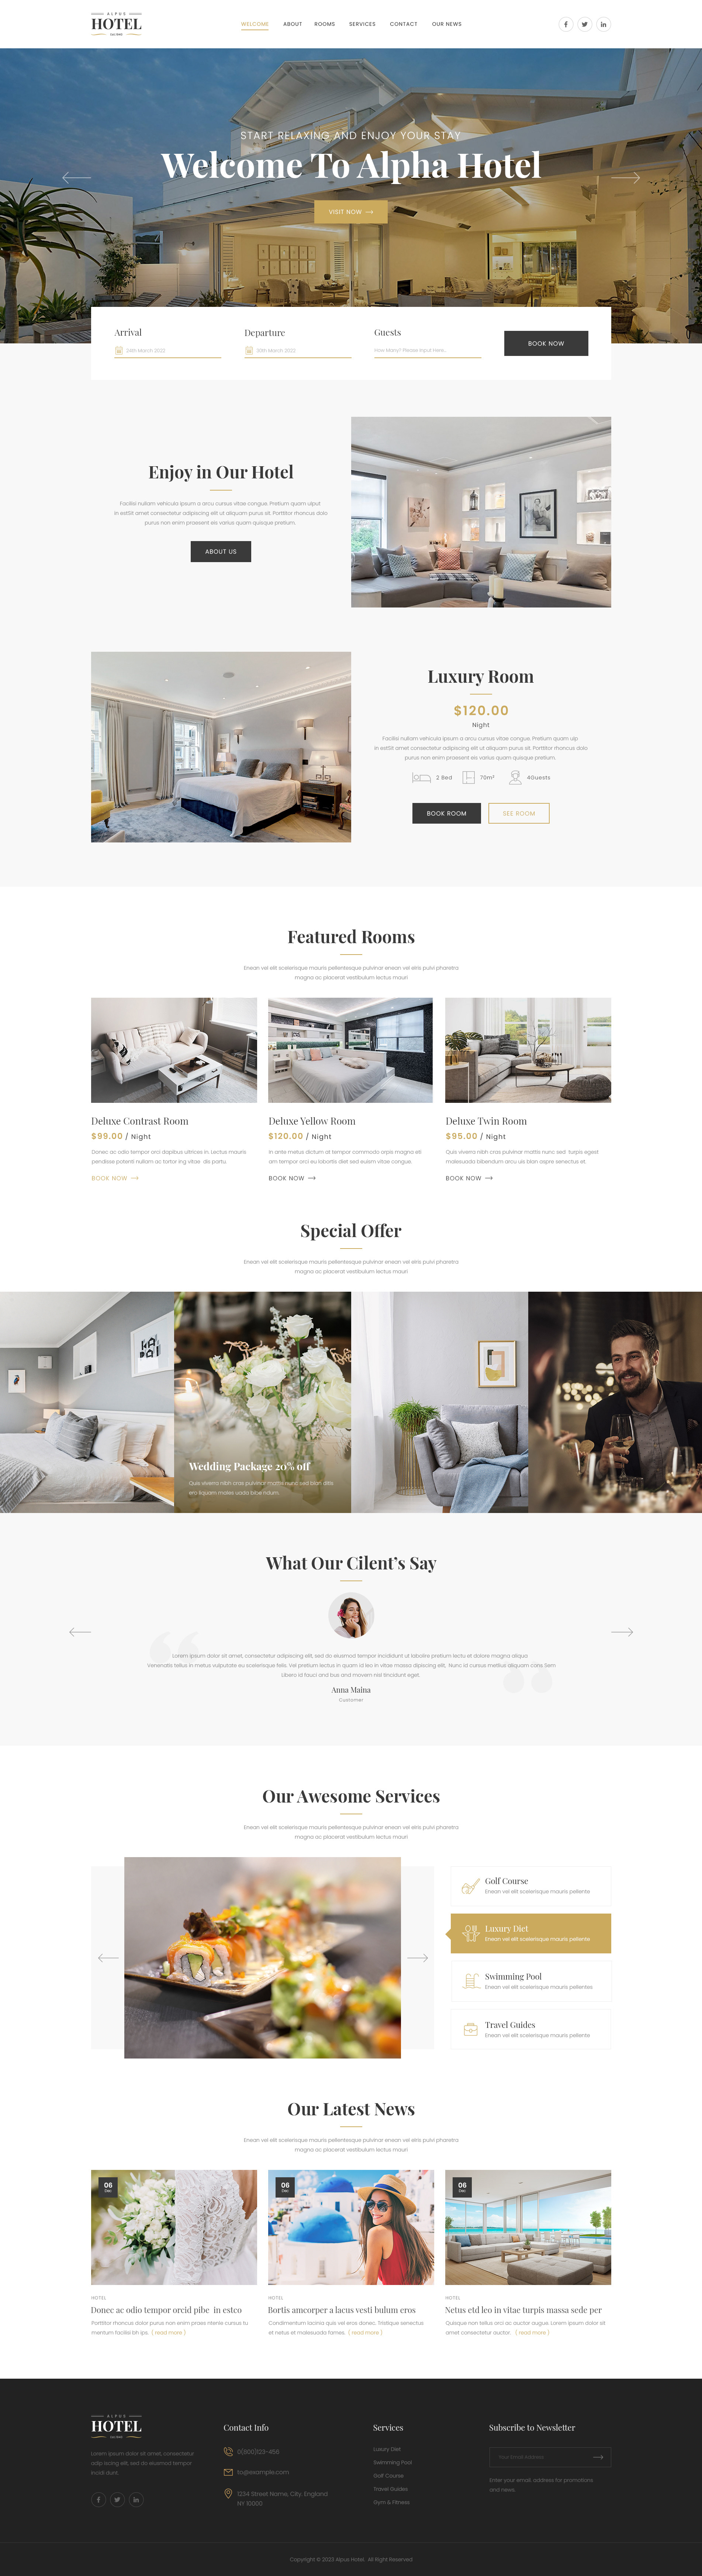 ALPUS
HOTEL
WELCOME ABOUT ROOMS SERVICES CONTACT OUR NEWS
START RELAXING AND ENJOY YOUR STAY
Welcome To Alpha Hotel
VISIT NOW
Arrival
24th March 2022
Departure
30th March 2022
Guests
How Many? Please Input Here...
BOOK NOW
Enjoy in Our Hotel
Facilisi nullam vehicula ipsum a arcu cursus vitae congue. Pretium quam ulput
in estSit amet consectetur adipiscing elit ut aliquam purus sit. Porttitor rhoncus dolo
purus non enim praesent els varius quam quisque pretium.
ABOUT US
Luxury Room
$120.00
Night
Facilisi nullam vehicula ipsum a arcu cursus vitae congue. Pretium quam ulp
in estSit amet consectetur adipiscing elit ut aliquam purus sit. Porttitor rhoncus dolo
purus non enim praesent eis varius quam quisque pretium.
2 Bed 70m² 4Guests
BOOK ROOM SEE ROOM
Featured Rooms
Enean vel elit scelerisque mauris pellentesque pulvinar enean vel elris pulvi pharetra
magna ac placerat vestibulum lectus mauri
Deluxe Contrast Room
$99.00 / Night
Donec ac odio tempor orci dapibus ultrices in. Lectus mauris
pendisse potenti nullam ac tortor ing vitae do partu.
BOOK NOW
Deluxe Yellow Room
$120.00 / Night
In ante metus dictum at tempor commodo orpis magna eti
am tempor orci eu lobortis diet sed euism vitae congue.
BOOK NOW
Deluxe Twin Room
$95.00 / Night
Quis viverra nibh cras pulvinar mattis nunc sed. turpis egest
malesuada bibendum arcu uis blan aspre senectus et.
BOOK NOW
Special Offer
Enean vel elit scelerisque mauris pellentesque pulvinar enean vel elris pulvi pharetra
magna ac placerat vestibulum lectus mauri
Wedding Package 20% off
Quis viverra nibh cras pulvinar mattis nunc sed blan ditle
ero liquam males uada bibe ndum.
What Our Cilent's Say
Lorem ipsum dolor sit amet, consectetur adipiscing elit, sed do eiusmod tempor incididunt ut lobolire pretium lectu et dolore magna aliqua
Venenatis tellus in metus vulputate eu scelerisque felis. Vel pretium lectus in quam id leo in vitae massa dipiscing elit, Nunc id cursus metillus aliquam cons Sem
Libero id fisuci and bus and movem nisl tincidunt eget.
Anna Maina
Customer
Our Awesome Services
Enean vel elit scelerisque mauris pellentesque pulvinar enean vel elris pulvi pharetra
magna ac placerat vestibulum lectus mauri
Golf Course
Enean vel elit scelerisque mauris pellente
Luxury Diet
Enean vel elit scelerisque mauris pellente
Swimming Pool
Enean vel elit scelerisque mauris pellentes
Travel Guides
Enean vel elit scelerisque mauris pellente
Our Latest News
Enean vel elit scelerisque mauris pellentesque pulvinar enean vel elris pulvi pharetra
magna ac placerat vestibulum lectus mauri
06
Dec
HOTEL
Donec ac odio tempor orcid pibe in estco
Porttitor rhoncus dolor purus non enim praes niente cursus tu
mentum facilisi bh ips. ( read more )
06
Dec
HOTEL
Bortis amcorper a lacus vesti bulum eros
Condimentum lacinia quis vel eros donec. Tristique senectus
et netus et malesuada fames. ( read more )
06
Dec
HOTEL
Netus etd leo in vitae turpis massa sede per
Quisque non tellus orci ac auctor augue. Lorem ipsum dolor sit
amet consectetur auctor. ( read more )
ALPUS
HOTEL
Lorem ipsum dolor sit amet, consectetur
adip iscing elit, sed do eiusmod tempor
incidi dunt.
Contact Info
0(800)123-456
to@example.com
1234 Street Name, City, England
NY 10000
Services
Luxury Diet
Swimming Pool
Golf Course
Travel Guides
Gym & Fitness
Subscribe to Newsletter
Your Email Address
Enter your email address for promotions
and news.
Copyright © 2023 Alpus Hotel. All Right Reserved